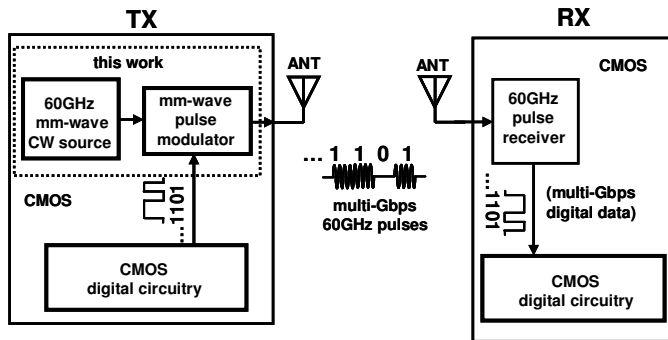 TX
this work
60GHz
mm-wave
CW source
mm-wave
pulse
modulator
CMOS
1101
...
CMOS
digital circuitry
ANT
... 1 1 0 1
multi-Gbps
60GHz pulses
RX
ANT
CMOS
60GHz
pulse
receiver
...
1101
(multi-Gbps
digital data)
CMOS
digital circuitry